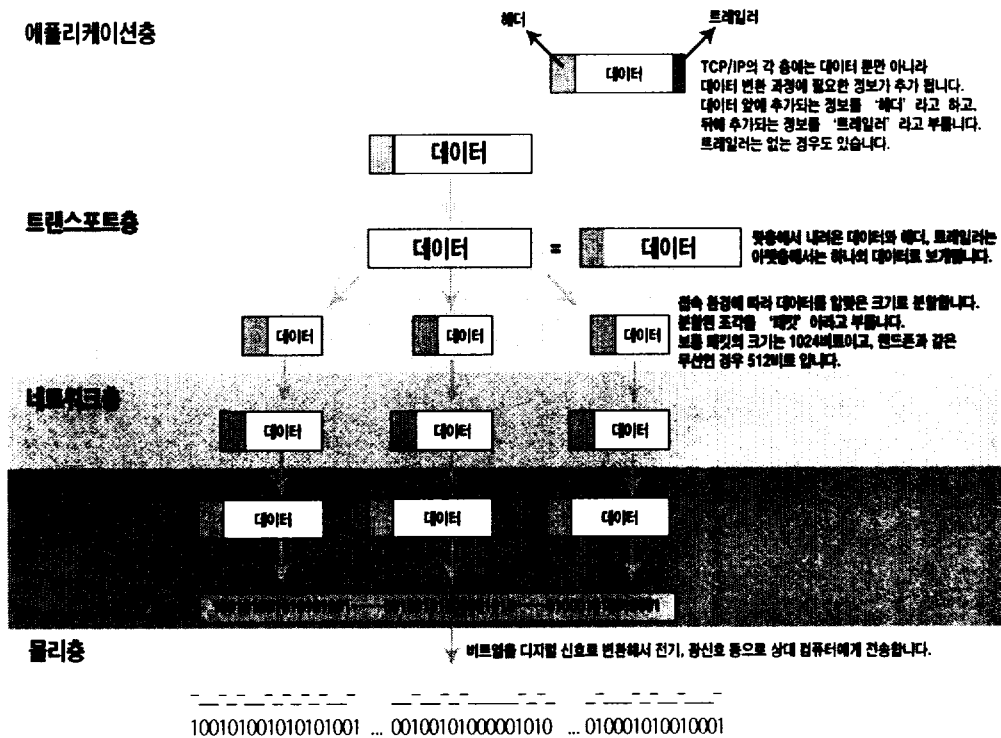 에플리케이션층
헤더
트레일러
데이터
TCP/IP의 각 층에는 데이터 뿐만 아니라
데이터 변환 과정에 필요한 정보가 추가 됩니다.
데이터 앞에 추가되는 정보를 '헤더' 라고 하고,
뒤에 추가되는 정보를 '트레일러' 라고 부릅니다.
트레일러는 없는 경우도 있습니다.
데이터
트랜스포트층
데이터
=
데이터
윗층에서 내려온 데이터와 헤더, 트레일러는
아랫층에서는 하나의 데이터로 보개됩니다.
접속 환경에 따라 데이터를 알맞은 크기로 분할합니다.
분할된 조각을 '패킷' 이라고 부릅니다.
보통 패킷의 크기는 1024비트이고, 핸드폰과 같은
무선인 경우 512비트 입니다.
데이터
데이터
데이터
네트워크층
데이터
데이터
데이터
데이터
데이터
데이터
물리층
비트열을 디지털 신호로 변환해서 전기, 광신호 등으로 상대 컴퓨터에게 전송합니다.
100101001010101001 ... 001001010000001010 ... 010001010010001